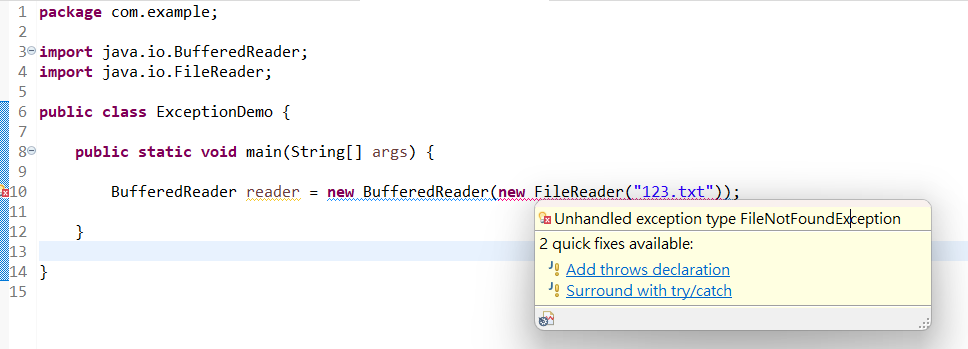 1 package com.example;
2
3 import java.io.BufferedReader;
4 import java.io.FileReader;
5
6 public class ExceptionDemo {
7
8     public static void main(String[] args) {
9
10         BufferedReader reader = new BufferedReader(new FileReader("123.txt"));
11
Unhandled exception type FileNotFoundException
12     }
2 quick fixes available:
13
Add throws declaration
14 }
Surround with try/catch
15